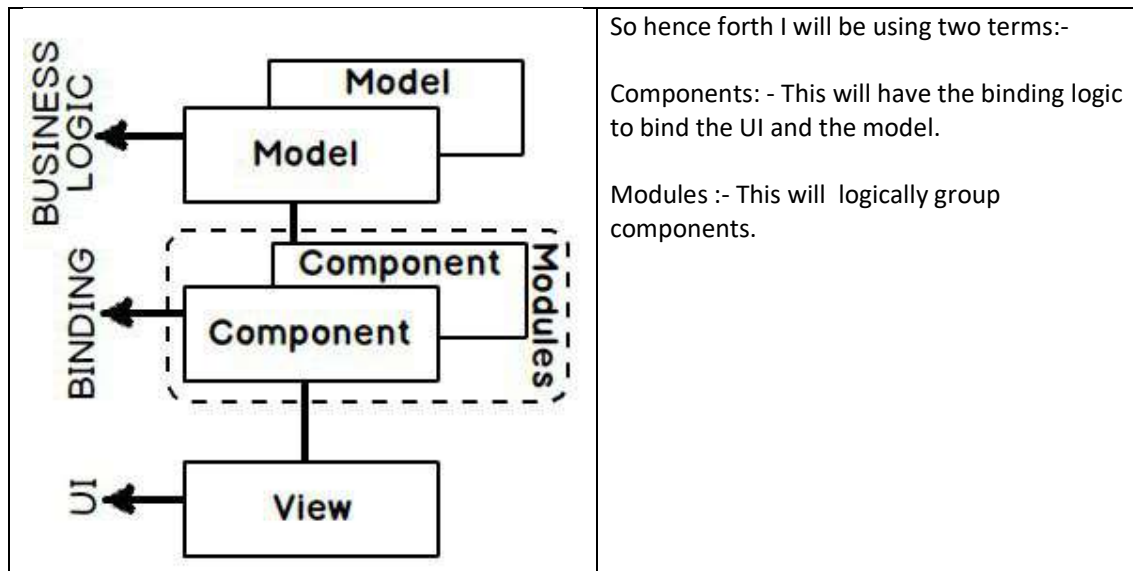 BUSINESS
LOGIC
Model
Model
BINDING
Component
Component
Modules
UI
View
So hence forth I will be using two terms:-
Components: - This will have the binding logic
to bind the UI and the model.
Modules :- This will  logically group
components.